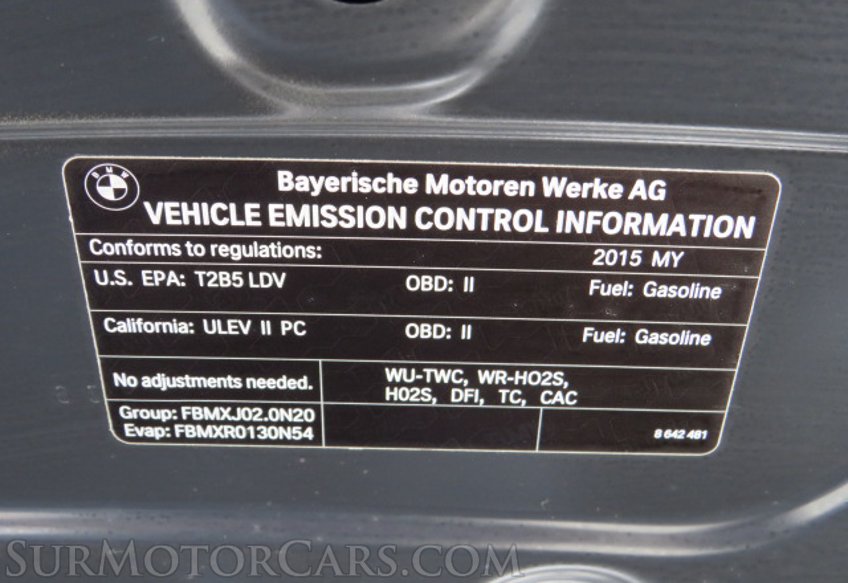 BMW
Bayerische Motoren Werke AG
VEHICLE EMISSION CONTROL INFORMATION
Conforms to regulations: 2015 MY
U.S. EPA: T2B5 LDV OBD: II Fuel: Gasoline
California: ULEV II PC OBD: II Fuel: Gasoline
No adjustments needed.
WU-TWC, WR-HO2S,
HO2S, DFI, TC, CAC
Group: FBMXJ02.0N20
Evap: FBMXR0130N54
8 642 481
SURMOTORCARS.COM